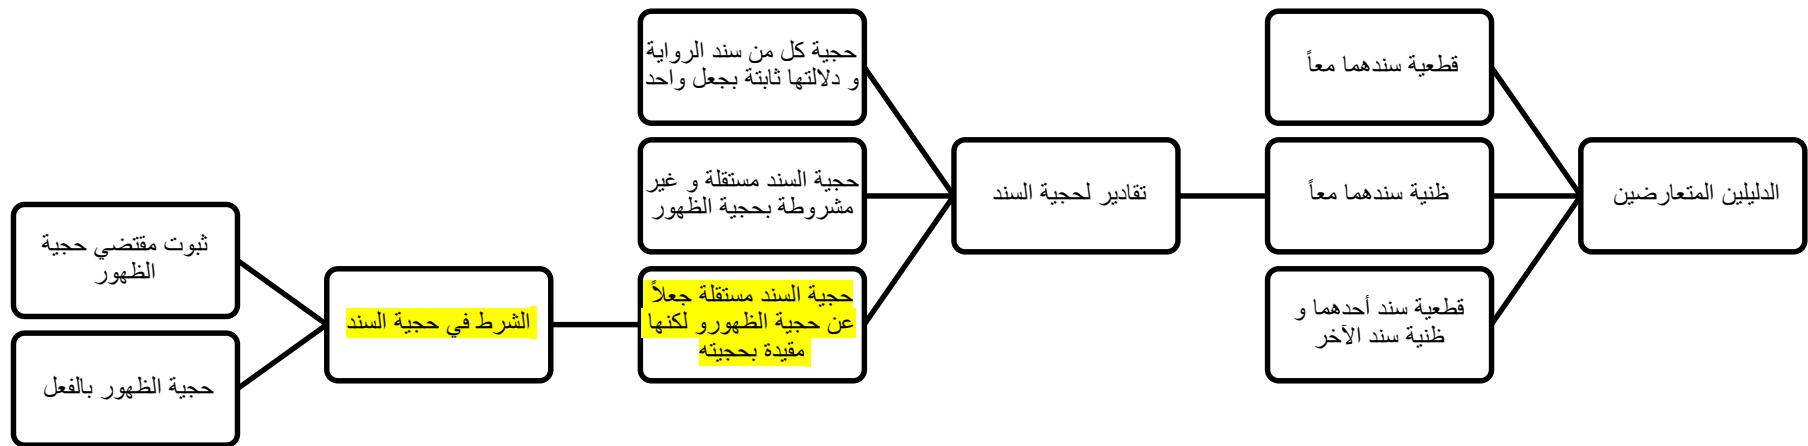 الدليلين المتعارضين
قطعية سندهما معاً
ظنية سندهما معاً
قطعية سند أحدهما و
ظنية سند الآخر
تقادير لحجية السند
حجية كل من سند الرواية
و دلالتها ثابتة بجعل واحد
حجية السند مستقلة و غير
مشروطة بحجية الظهور
حجية السند مستقلة جعلاً
عن حجية الظهورو لكنها
مقيدة بحجيته
الشرط في حجية السند
ثبوت مقتضي حجية
الظهور
حجية الظهور بالفعل